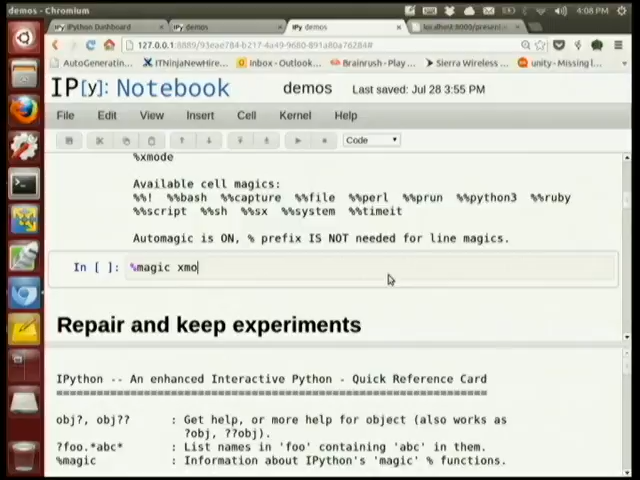 demos - Chromium
4:08 PM
IPython Dashboard
demos
demos
localhost:8000/present
127.0.0.1:8889/93eae784-b217-4a49-9680-891a80a76284#
AutoGeneratin
ITNinjaNewHire
Inbox - Outlook...
Brainrush - Play ...
Sierra Wireless ...
unity - Missing l
IP[y]: Notebook
demos
Last saved: Jul 28 3:55 PM
File Edit View Insert Cell Kernel Help
Code
%xmode
Available cell magics:
%%! %%bash %%capture %%file %%perl %%prun %%python3 %%ruby
%%script %%sh %%sx %%system %%timeit
Automagic is ON, % prefix IS NOT needed for line magics.
In [ ]: %magic xmo
Repair and keep experiments
IPython -- An enhanced Interactive Python - Quick Reference Card
================================================================
obj?, obj?? : Get help, or more help for object (also works as
?obj, ??obj).
?foo.*abc* : List names in 'foo' containing 'abc' in them.
%magic : Information about IPython's 'magic' % functions.